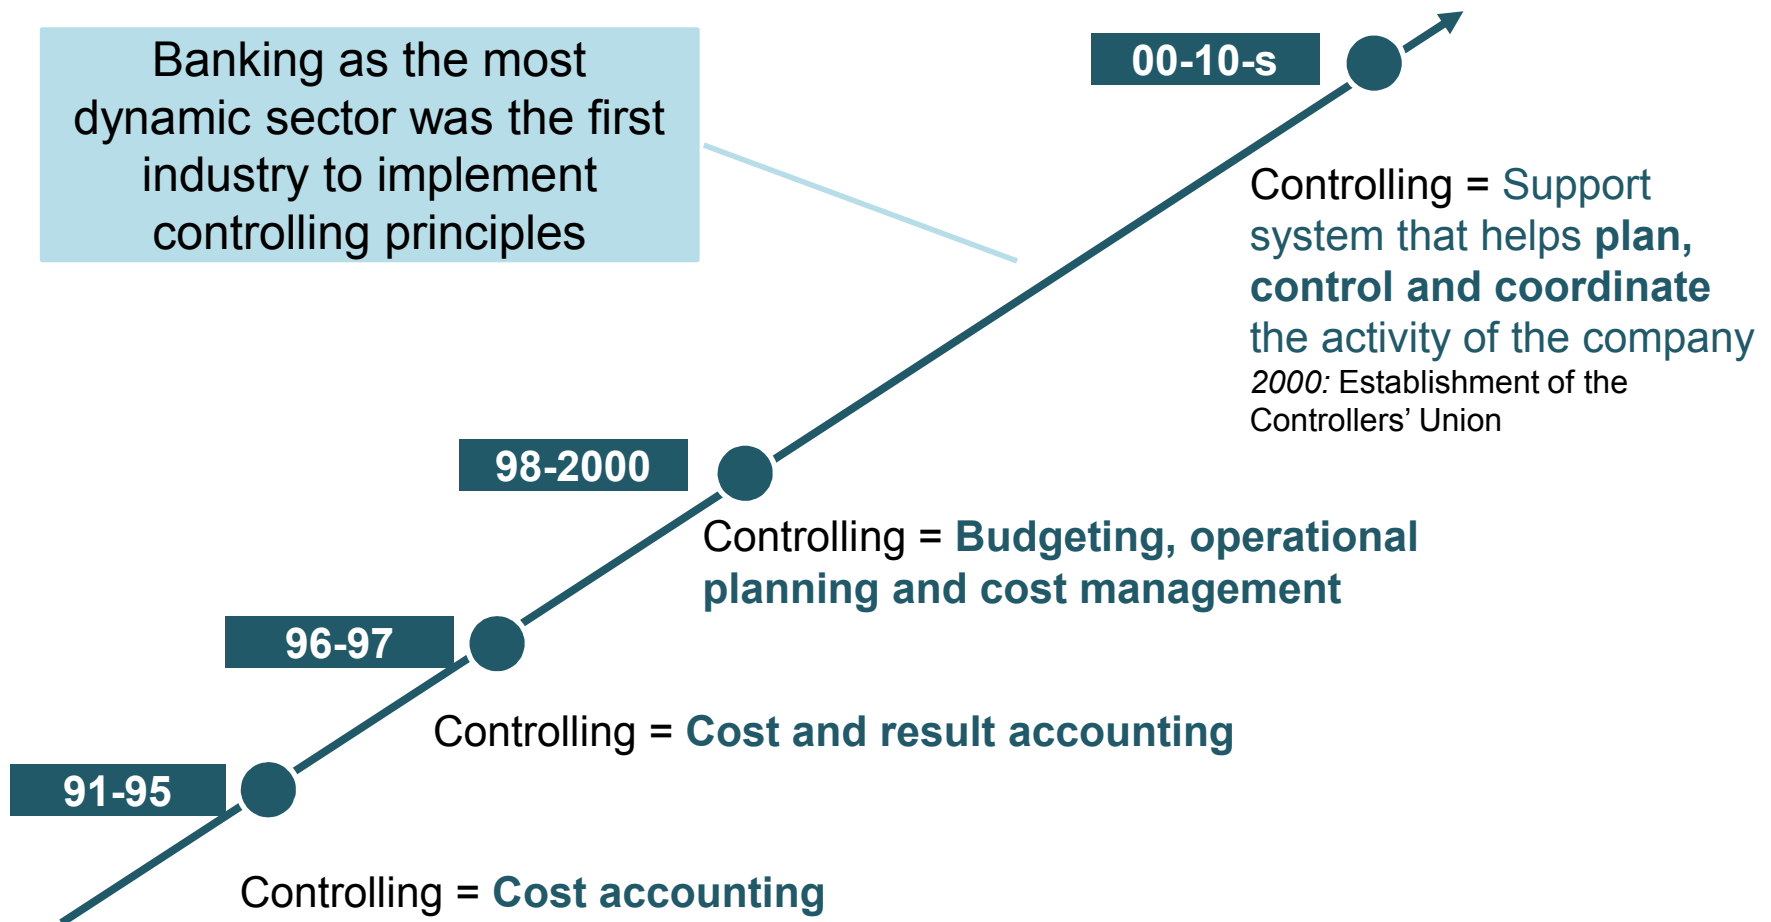 Banking as the most
dynamic sector was the first
industry to implement
controlling principles
00-10-s
Controlling = Support
system that helps plan,
control and coordinate
the activity of the company
2000: Establishment of the
Controllers’ Union
98-2000
Controlling = Budgeting, operational
planning and cost management
96-97
Controlling = Cost and result accounting
91-95
Controlling = Cost accounting